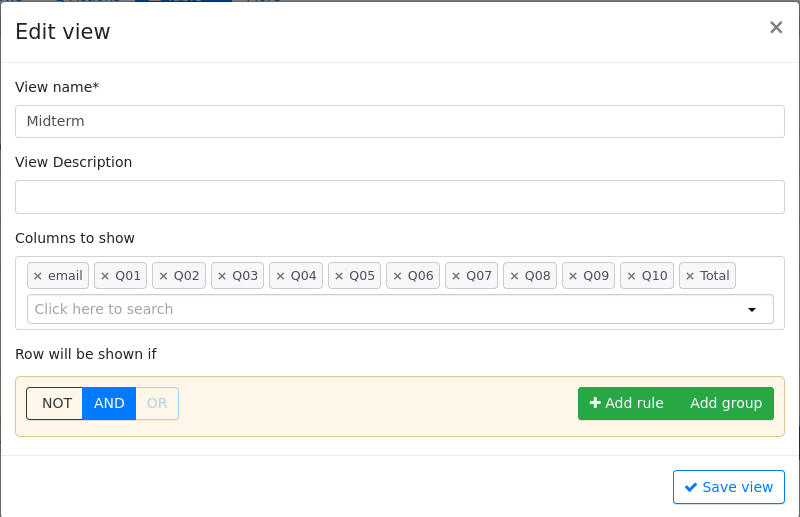 Edit view
×
View name*
Midterm
View Description
Columns to show
× email × Q01 × Q02 × Q03 × Q04 × Q05 × Q06 × Q07 × Q08 × Q09 × Q10 × Total
Click here to search
Row will be shown if
NOT AND OR Add rule Add group
Save view